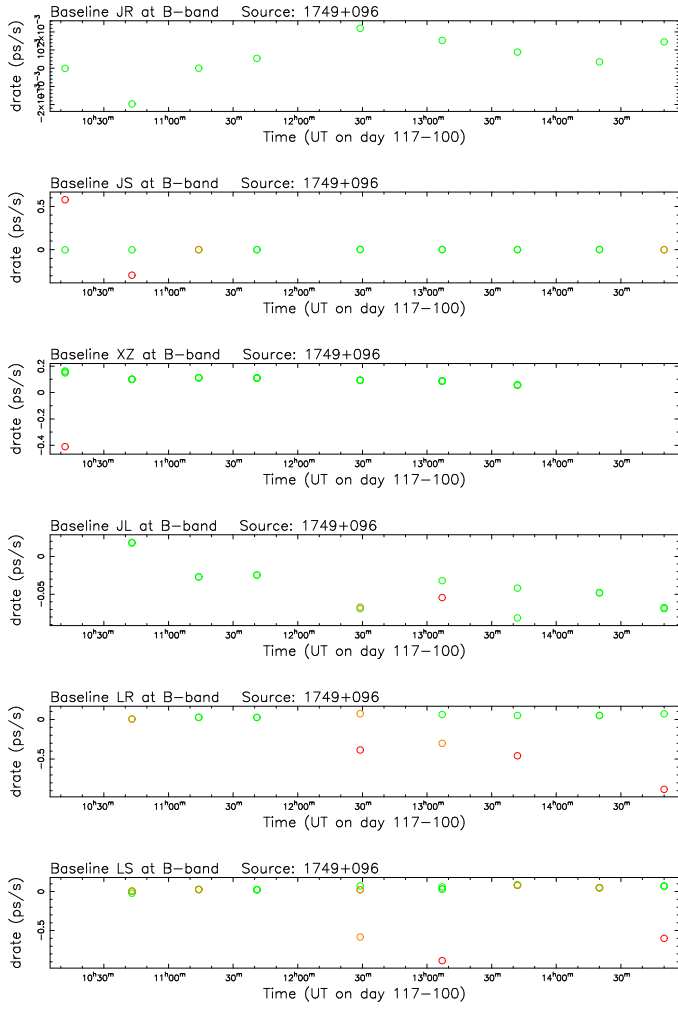 Baseline JR at B−band Source: 1749+096
drate (ps/s)
−2×10⁻³ 0 10⁻³
10ʰ30ᵐ 11ʰ00ᵐ 30ᵐ 12ʰ00ᵐ 30ᵐ 13ʰ00ᵐ 30ᵐ 14ʰ00ᵐ 30ᵐ
Time (UT on day 117−100)
Baseline JS at B−band Source: 1749+096
drate (ps/s)
0 0.5
10ʰ30ᵐ 11ʰ00ᵐ 30ᵐ 12ʰ00ᵐ 30ᵐ 13ʰ00ᵐ 30ᵐ 14ʰ00ᵐ 30ᵐ
Time (UT on day 117−100)
Baseline XZ at B−band Source: 1749+096
drate (ps/s)
−0.4 −0.2 0 0.2
10ʰ30ᵐ 11ʰ00ᵐ 30ᵐ 12ʰ00ᵐ 30ᵐ 13ʰ00ᵐ 30ᵐ 14ʰ00ᵐ 30ᵐ
Time (UT on day 117−100)
Baseline JL at B−band Source: 1749+096
drate (ps/s)
−0.05 0
10ʰ30ᵐ 11ʰ00ᵐ 30ᵐ 12ʰ00ᵐ 30ᵐ 13ʰ00ᵐ 30ᵐ 14ʰ00ᵐ 30ᵐ
Time (UT on day 117−100)
Baseline LR at B−band Source: 1749+096
drate (ps/s)
−0.5 0
10ʰ30ᵐ 11ʰ00ᵐ 30ᵐ 12ʰ00ᵐ 30ᵐ 13ʰ00ᵐ 30ᵐ 14ʰ00ᵐ 30ᵐ
Time (UT on day 117−100)
Baseline LS at B−band Source: 1749+096
drate (ps/s)
−0.5 0
10ʰ30ᵐ 11ʰ00ᵐ 30ᵐ 12ʰ00ᵐ 30ᵐ 13ʰ00ᵐ 30ᵐ 14ʰ00ᵐ 30ᵐ
Time (UT on day 117−100)